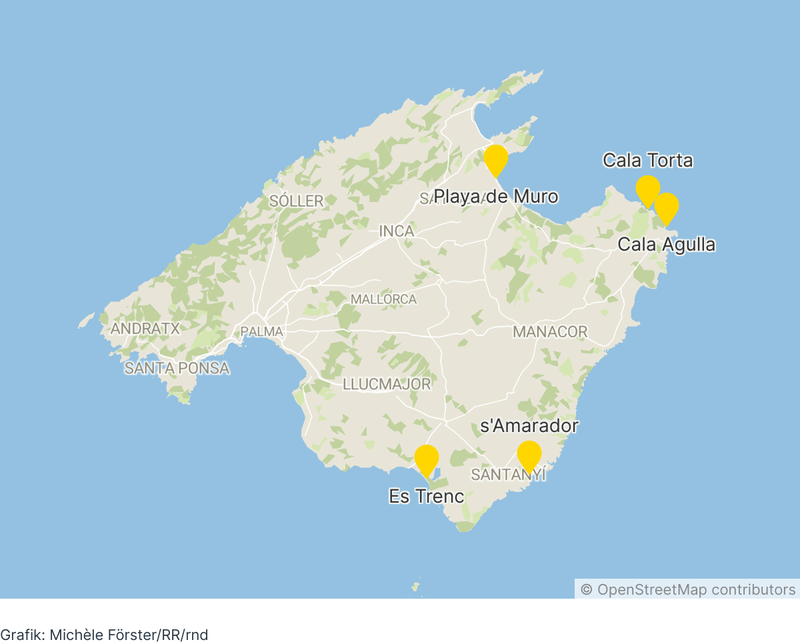 Cala Torta
Playa de Muro
SÓLLER
INCA
Cala Agulla
MALLORCA
ANDRATX
PALMA
MANACOR
SANTA PONSA
LLUCMAJOR
s'Amarador
SANTANYÍ
Es Trenc
© OpenStreetMap contributors
Grafik: Michèle Förster/RR/rnd